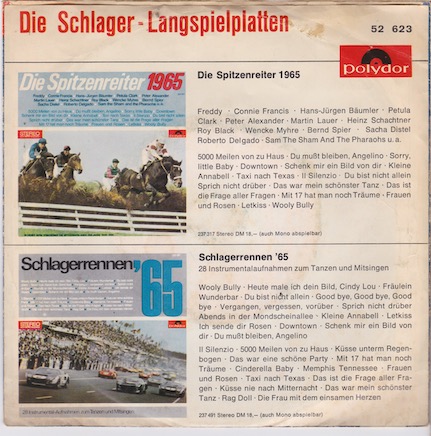 Die Schlager-Langspielplatten
52 623
polydor
Die Spitzenreiter 1965
Die Spitzenreiter 1965
Freddy · Connie Francis · Hans-Jürgen Bäumler · Petula
Clark · Peter Alexander · Martin Lauer · Heinz Schachtner
Roy Black · Wencke Myhre · Bernd Spier · Sacha Distel
Roberto Delgado · Sam The Sham And The Pharaohs u. a.
5000 Meilen von zu Haus · Du mußt bleiben, Angelino · Sorry,
little Baby · Downtown · Schenk mir ein Bild von dir · Kleine
Annabell · Taxi nach Texas · Il Silenzio · Du bist nicht allein
Sprich nicht drüber · Das war mein schönster Tanz · Das ist
die Frage aller Fragen · Mit 17 hat man noch Träume · Frauen
und Rosen · Letkiss · Wooly Bully
237 317 Stereo DM 18,— (auch Mono abspielbar)
Schlagerrennen '65
28 Instrumentalaufnahmen zum Tanzen und Mitsingen
Schlagerrennen '65
28 Instrumentalaufnahmen zum Tanzen und Mitsingen
Wooly Bully · Heute male ich dein Bild, Cindy Lou · Fräulein
Wunderbar · Du bist nicht allein · Good bye, Good bye, Good
bye · Vergangen, vergessen, vorüber · Sprich nicht drüber
Abends in der Mondscheinallee · Kleine Annabell · Letkiss
Ich sende dir Rosen · Downtown · Schenk mir ein Bild von
dir · Du mußt bleiben, Angelino
Il Silenzio · 5000 Meilen von zu Haus · Küsse unterm Regen-
bogen · Das war eine schöne Party · Mit 17 hat man noch
Träume · Cinderella Baby · Memphis Tennessee · Frauen
und Rosen · Taxi nach Texas · Das ist die Frage aller Fra-
gen · Küsse nie nach Mitternacht · Das war mein schönster
Tanz · Rag Doll · Die Frau mit dem einsamen Herzen
237 491 Stereo DM 18,— (auch Mono abspielbar)